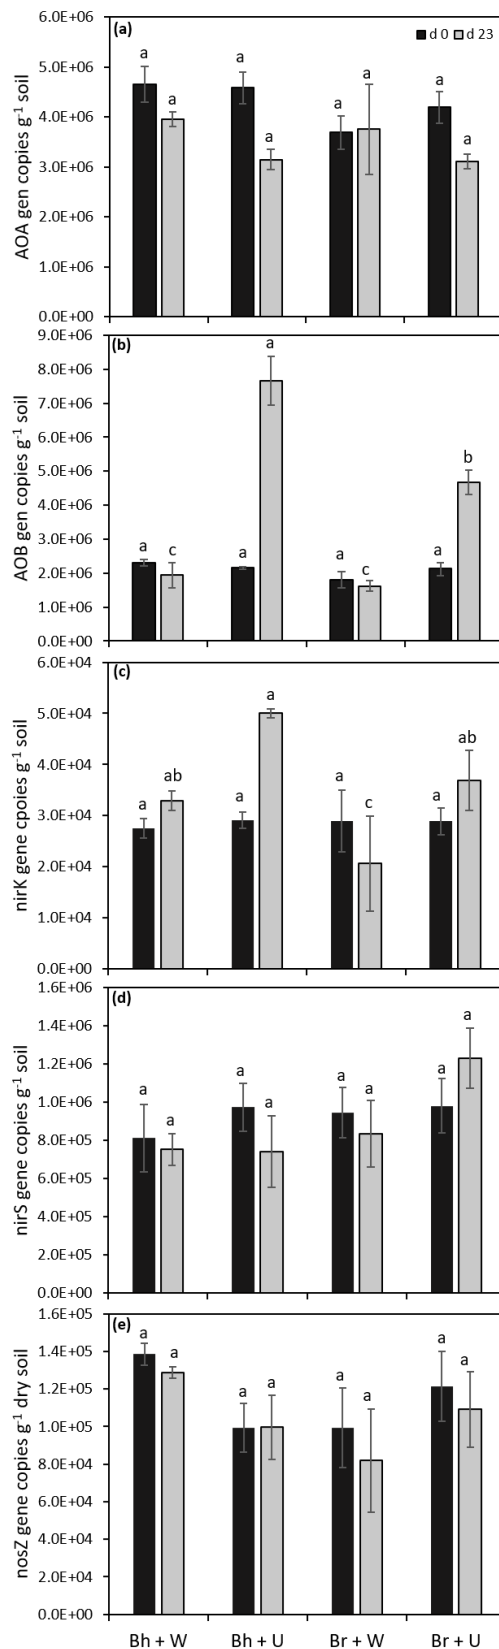 (a)
d 0 d 23
6.0E+06
5.0E+06
4.0E+06
3.0E+06
2.0E+06
1.0E+06
0.0E+00
AOA gen copies g⁻¹ soil
a a a a a a a a
(b)
9.0E+06
8.0E+06
7.0E+06
6.0E+06
5.0E+06
4.0E+06
3.0E+06
2.0E+06
1.0E+06
0.0E+00
AOB gen copies g⁻¹ soil
a c a a a c a b
(c)
6.0E+04
5.0E+04
4.0E+04
3.0E+04
2.0E+04
1.0E+04
0.0E+00
nirK gene cpoies g⁻¹ soil
a ab a a a c a ab
(d)
1.6E+06
1.4E+06
1.2E+06
1.0E+06
8.0E+05
6.0E+05
4.0E+05
2.0E+05
0.0E+00
nirS gene copies g⁻¹ soil
a a a a a a a a
(e)
1.6E+05
1.4E+05
1.2E+05
1.0E+05
8.0E+04
6.0E+04
4.0E+04
2.0E+04
0.0E+00
nosZ gene copies g⁻¹ dry soil
a a a a a a a a
Bh + W Bh + U Br + W Br + U